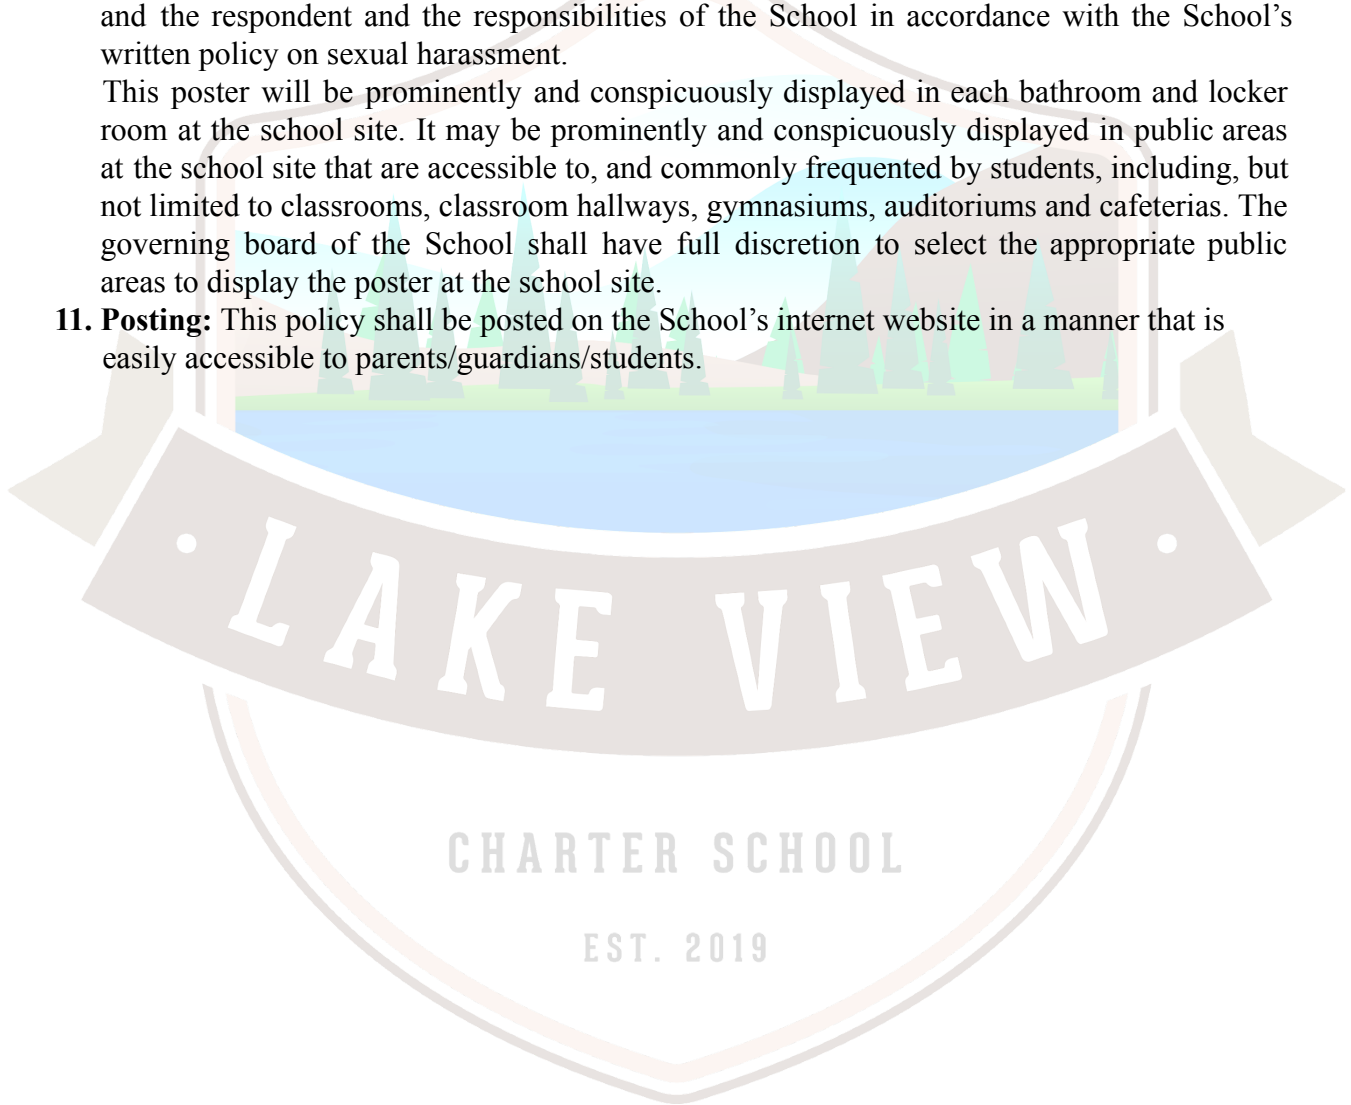 and the respondent and the responsibilities of the School in accordance with the School’s
written policy on sexual harassment.
This poster will be prominently and conspicuously displayed in each bathroom and locker
room at the school site. It may be prominently and conspicuously displayed in public areas
at the school site that are accessible to, and commonly frequented by students, including, but
not limited to classrooms, classroom hallways, gymnasiums, auditoriums and cafeterias. The
governing board of the School shall have full discretion to select the appropriate public
areas to display the poster at the school site.
11. Posting: This policy shall be posted on the School’s internet website in a manner that is
easily accessible to parents/guardians/students.
· LAKE VIEW ·
CHARTER SCHOOL
EST. 2019